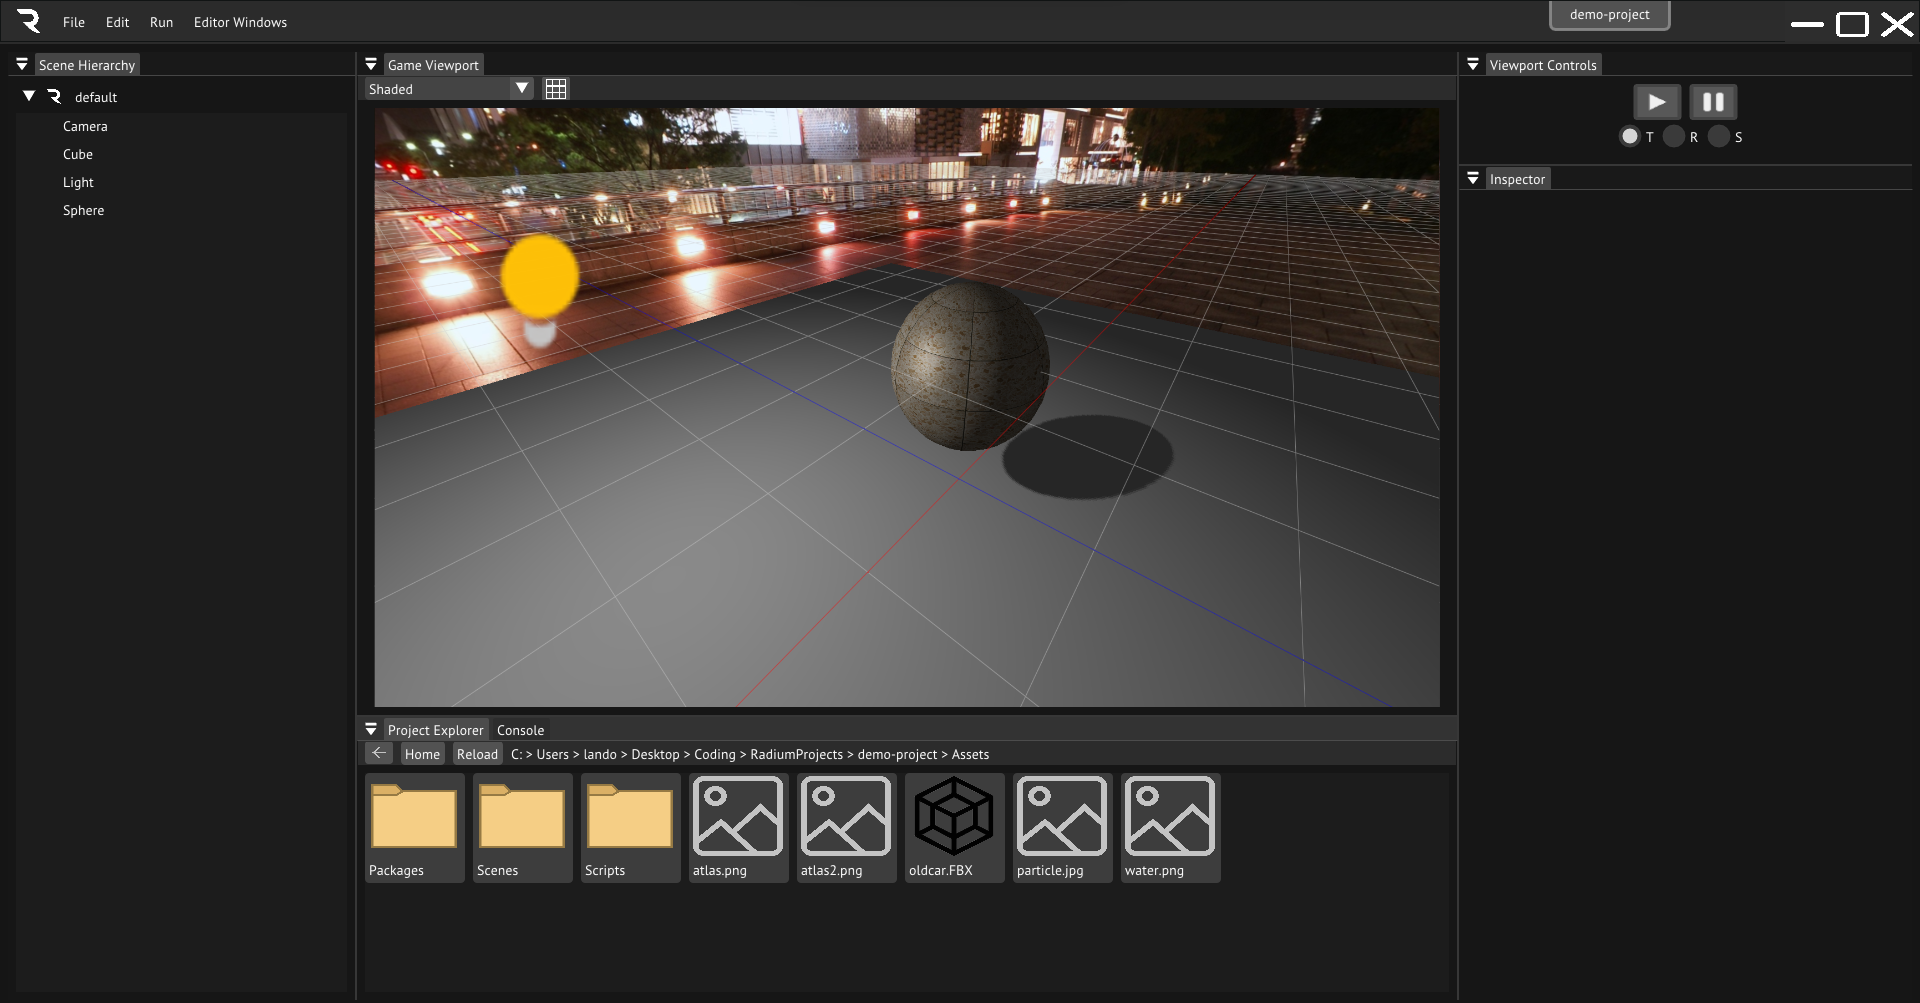 File Edit Run Editor Windows
demo-project
Scene Hierarchy
default
Camera
Cube
Light
Sphere
Game Viewport
Shaded
Viewport Controls
T R S
Inspector
Project Explorer Console
Home Reload C: > Users > lando > Desktop > Coding > RadiumProjects > demo-project > Assets
Packages Scenes Scripts atlas.png atlas2.png oldcar.FBX particle.jpg water.png